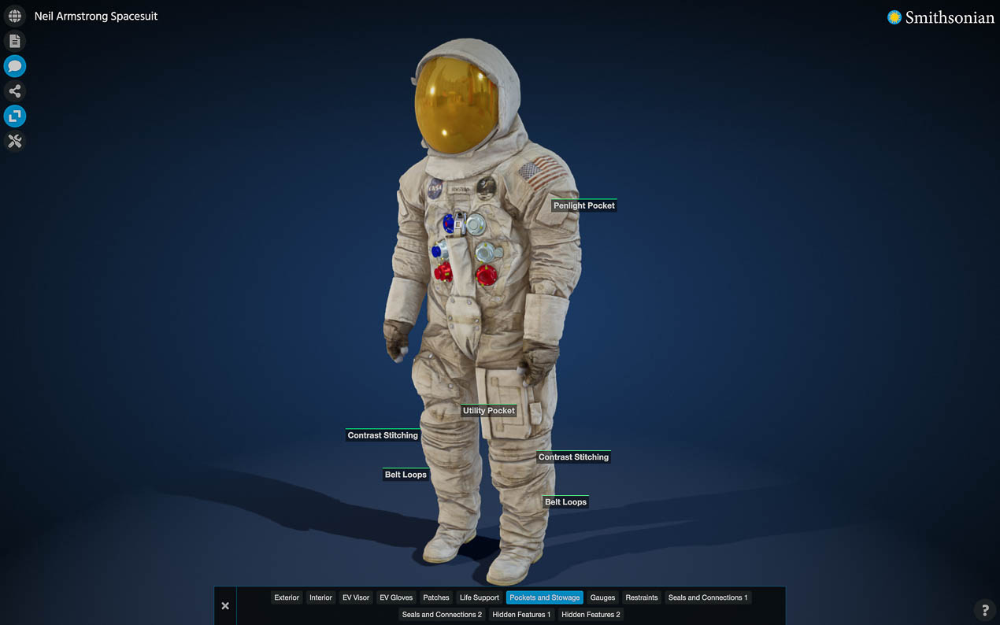 Neil Armstrong Spacesuit
Smithsonian
NASA
Penlight Pocket
Utility Pocket
Contrast Stitching
Contrast Stitching
Belt Loops
Belt Loops
Exterior Interior EV Visor EV Gloves Patches Life Support Pockets and Stowage Gauges Restraints Seals and Connections 1
Seals and Connections 2 Hidden Features 1 Hidden Features 2
?